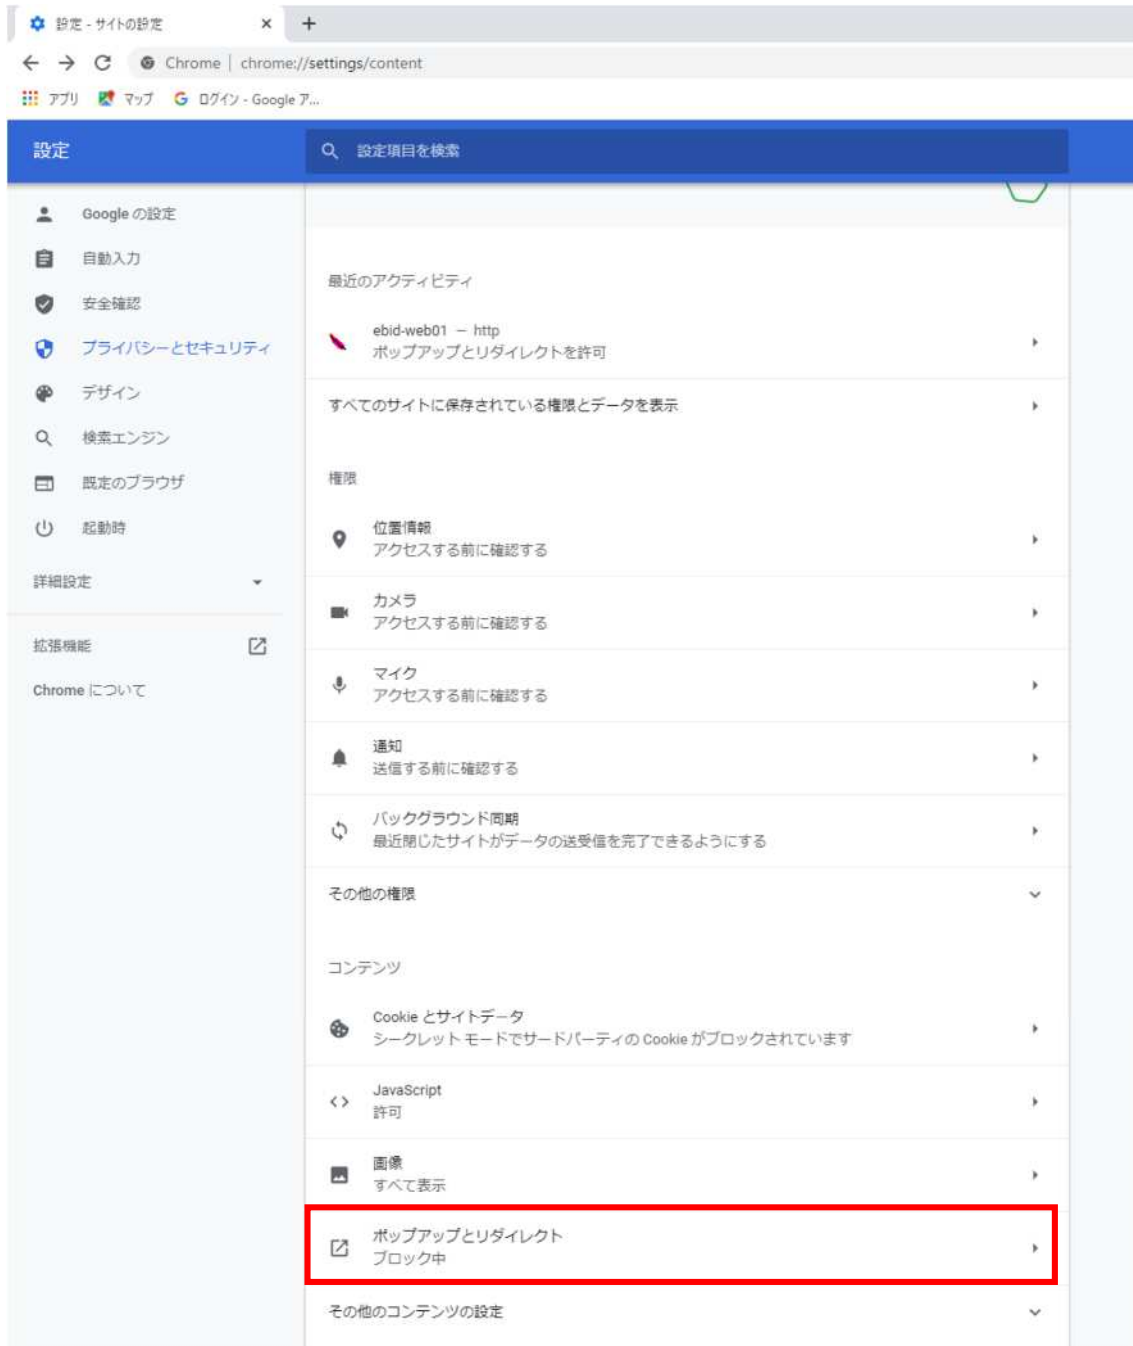 設定 - サイトの設定
Chrome | chrome://settings/content
アプリ マップ ログイン - Google ア...
設定
設定項目を検索
Google の設定
自動入力
安全確認
プライバシーとセキュリティ
デザイン
検索エンジン
既定のブラウザ
起動時
詳細設定
拡張機能
Chrome について
最近のアクティビティ
ebid-web01 — http
ポップアップとリダイレクトを許可
すべてのサイトに保存されている権限とデータを表示
権限
位置情報
アクセスする前に確認する
カメラ
アクセスする前に確認する
マイク
アクセスする前に確認する
通知
送信する前に確認する
バックグラウンド同期
最近閉じたサイトがデータの送受信を完了できるようにする
その他の権限
コンテンツ
Cookie とサイトデータ
シークレット モードでサードパーティの Cookie がブロックされています
JavaScript
許可
画像
すべて表示
ポップアップとリダイレクト
ブロック中
その他のコンテンツの設定